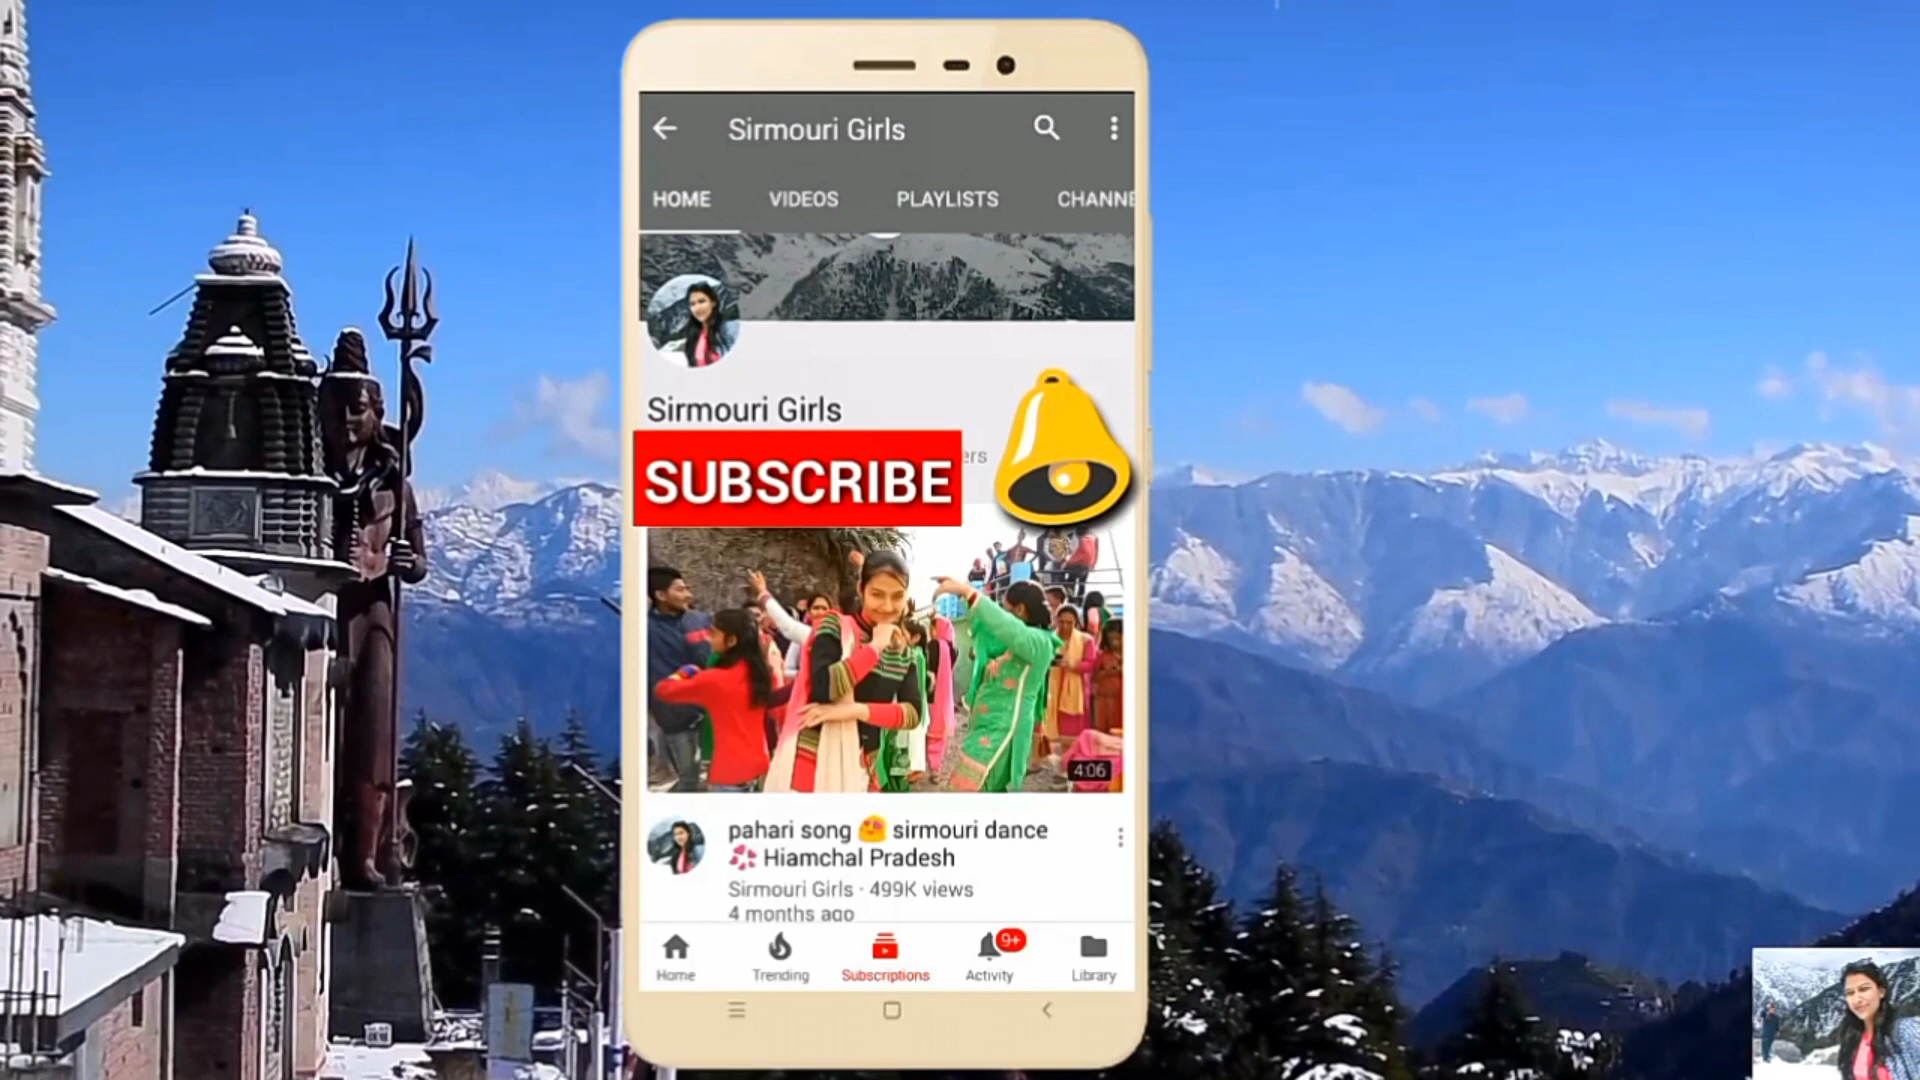 Sirmouri Girls
HOME VIDEOS PLAYLISTS CHANNE
Sirmouri Girls
SUBSCRIBE
ers
4:06
pahari song 😍 sirmouri dance
💞 Hiamchal Pradesh
Sirmouri Girls · 499K views
4 months ago
9+
Home Trending Subscriptions Activity Library